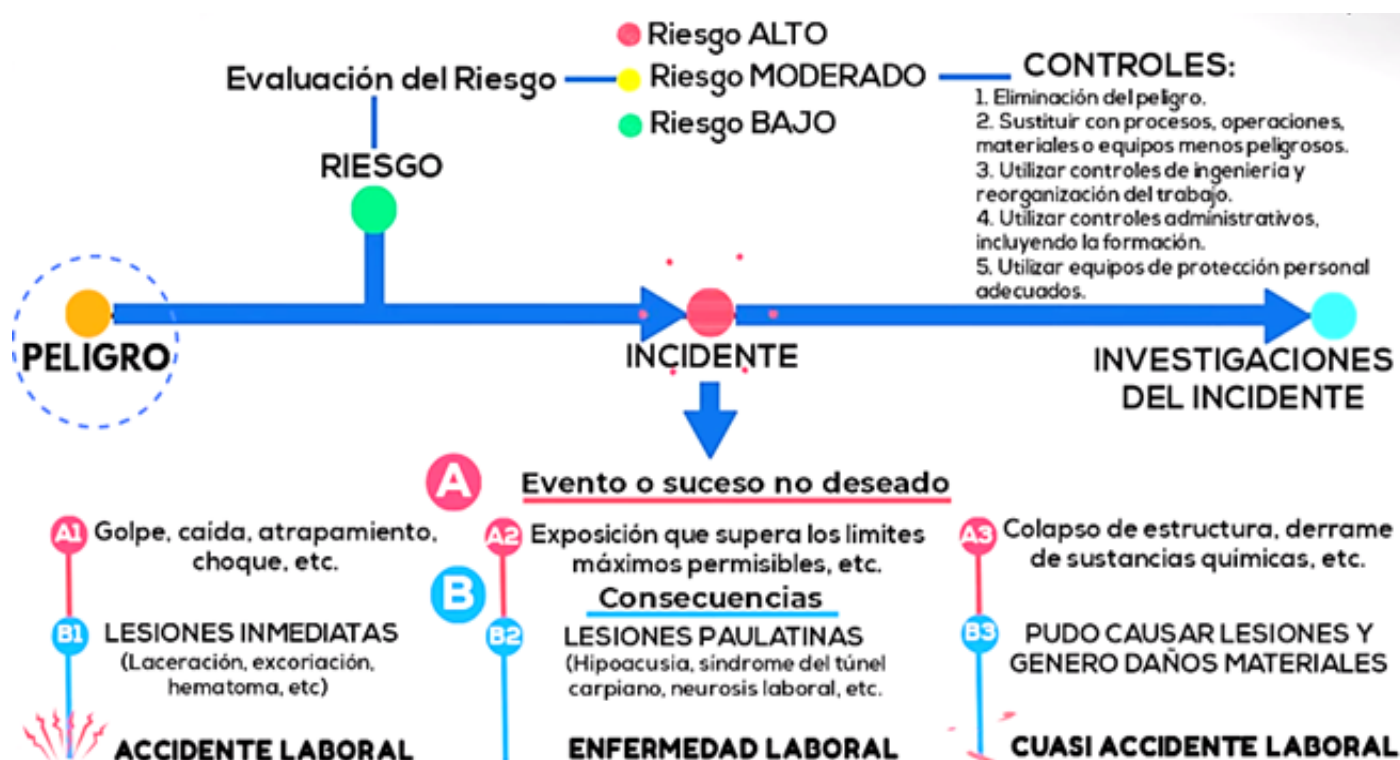 Riesgo ALTO
Evaluación del Riesgo
Riesgo MODERADO
Riesgo BAJO
CONTROLES:
1. Eliminación del peligro.
2. Sustituir con procesos, operaciones,
materiales o equipos menos peligrosos.
3. Utilizar controles de ingenieria y
reorganización del trabajo.
4. Utilizar controles administrativos,
incluyendo la formación.
5. Utilizar equipos de protección personal
adecuados.
RIESGO
PELIGRO
INCIDENTE
INVESTIGACIONES
DEL INCIDENTE
A
Evento o suceso no deseado
A1
Golpe, caida, atrapamiento,
choque, etc.
A2
Exposición que supera los limites
máximos permisibles, etc.
A3
Colapso de estructura, derrame
de sustancias químicas, etc.
B
Consecuencias
B1
LESIONES INMEDIATAS
(Laceración, excoriación,
hematoma, etc)
B2
LESIONES PAULATINAS
(Hipoacusia, sindrome del túnel
carpiano, neurosis laboral, etc.
B3
PUDO CAUSAR LESIONES Y
GENERO DAÑOS MATERIALES
ACCIDENTE LABORAL
ENFERMEDAD LABORAL
CUASI ACCIDENTE LABORAL